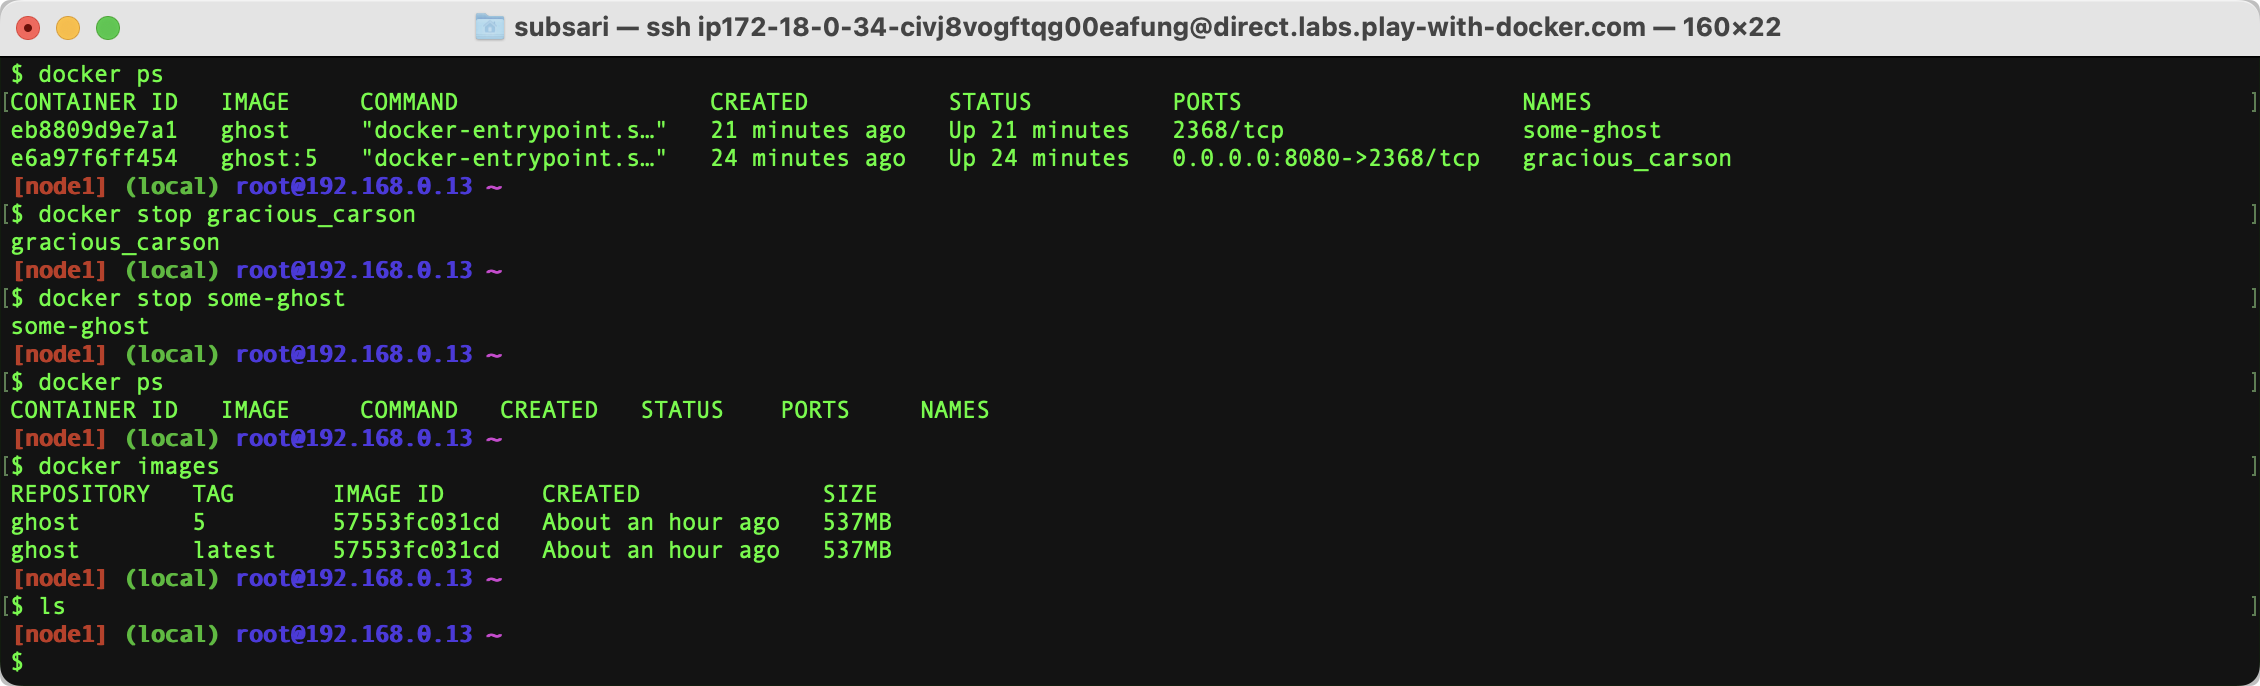 subsari — ssh ip172-18-0-34-civj8vogftqg00eafung@direct.labs.play-with-docker.com — 160×22
$ docker ps
[CONTAINER ID   IMAGE     COMMAND                  CREATED          STATUS          PORTS                    NAMES ]
eb8809d9e7a1   ghost     "docker-entrypoint.s…"   21 minutes ago   Up 21 minutes   2368/tcp                 some-ghost
e6a97f6ff454   ghost:5   "docker-entrypoint.s…"   24 minutes ago   Up 24 minutes   0.0.0.0:8080->2368/tcp   gracious_carson
[node1] (local) root@192.168.0.13 ~
[$ docker stop gracious_carson ]
gracious_carson
[node1] (local) root@192.168.0.13 ~
[$ docker stop some-ghost ]
some-ghost
[node1] (local) root@192.168.0.13 ~
[$ docker ps ]
CONTAINER ID   IMAGE     COMMAND   CREATED   STATUS    PORTS     NAMES
[node1] (local) root@192.168.0.13 ~
[$ docker images ]
REPOSITORY   TAG       IMAGE ID       CREATED             SIZE
ghost        5         57553fc031cd   About an hour ago   537MB
ghost        latest    57553fc031cd   About an hour ago   537MB
[node1] (local) root@192.168.0.13 ~
[$ ls ]
[node1] (local) root@192.168.0.13 ~
$